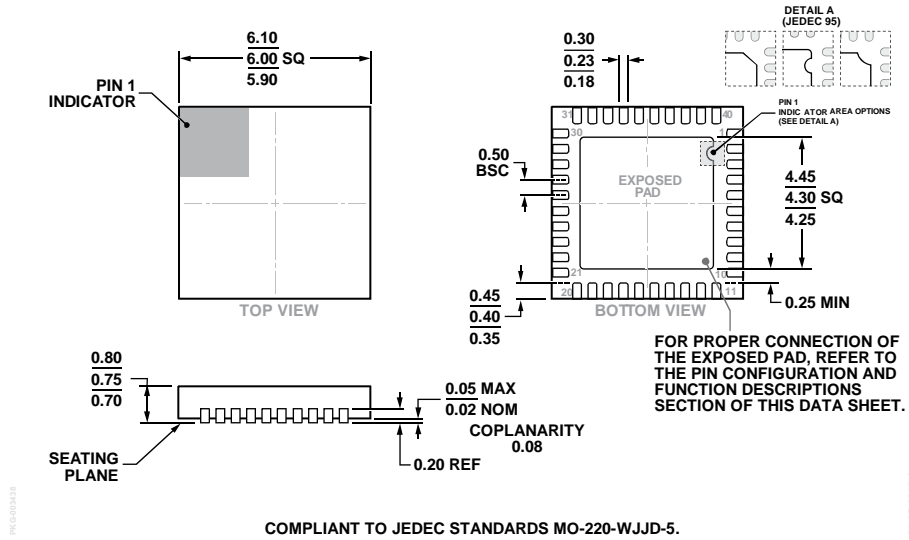 DETAIL A
(JEDEC 95)
6.10
6.00 SQ
5.90
0.30
0.23
0.18
PIN 1
INDICATOR
PIN 1
INDIC ATOR AREA OPTIONS
(SEE DETAIL A)
31
40
30
1
0.50
BSC
EXPOSED
PAD
4.45
4.30 SQ
4.25
21
10
20
11
TOP VIEW
BOTTOM VIEW
0.45
0.40
0.35
0.25 MIN
FOR PROPER CONNECTION OF
THE EXPOSED PAD, REFER TO
THE PIN CONFIGURATION AND
FUNCTION DESCRIPTIONS
SECTION OF THIS DATA SHEET.
0.80
0.75
0.70
0.05 MAX
0.02 NOM
COPLANARITY
0.08
SEATING
PLANE
0.20 REF
PKG-003438
COMPLIANT TO JEDEC STANDARDS MO-220-WJJD-5.